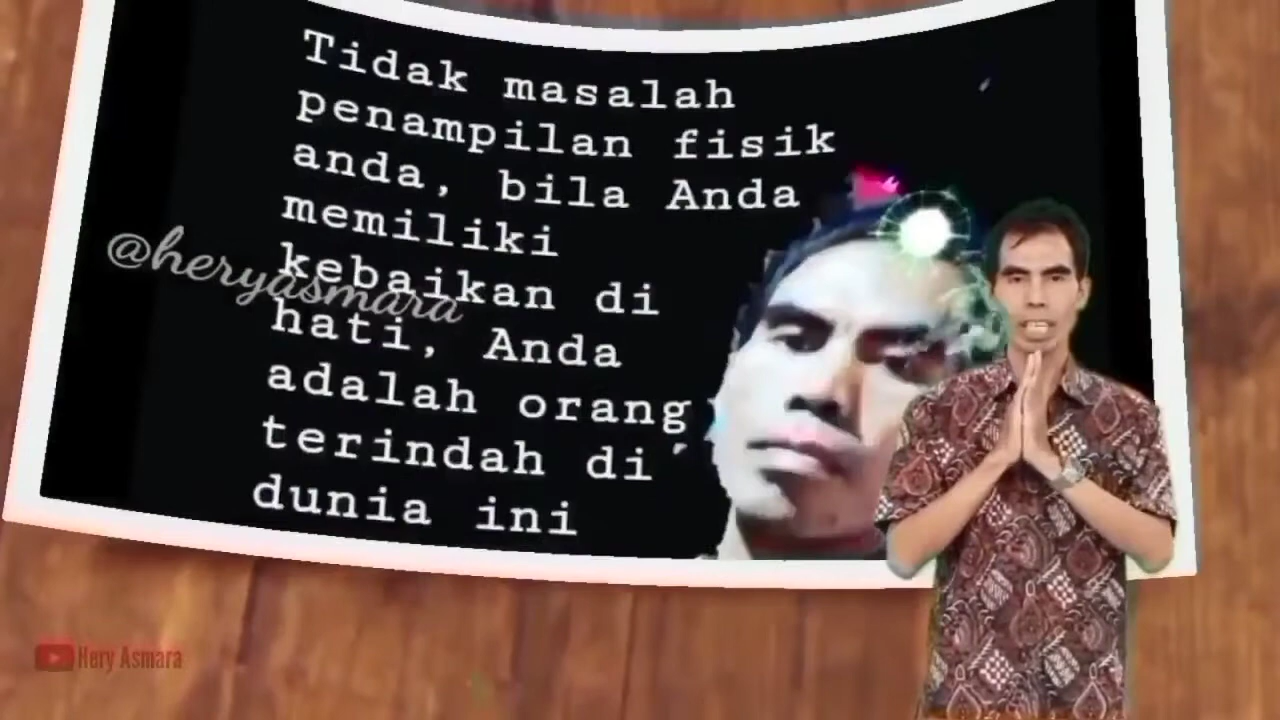 Tidak masalah
penampilan fisik
anda, bila Anda
memiliki
kebaikan di
@heryasmara
hati, Anda
adalah orang
terindah di
dunia ini
Hery Asmara